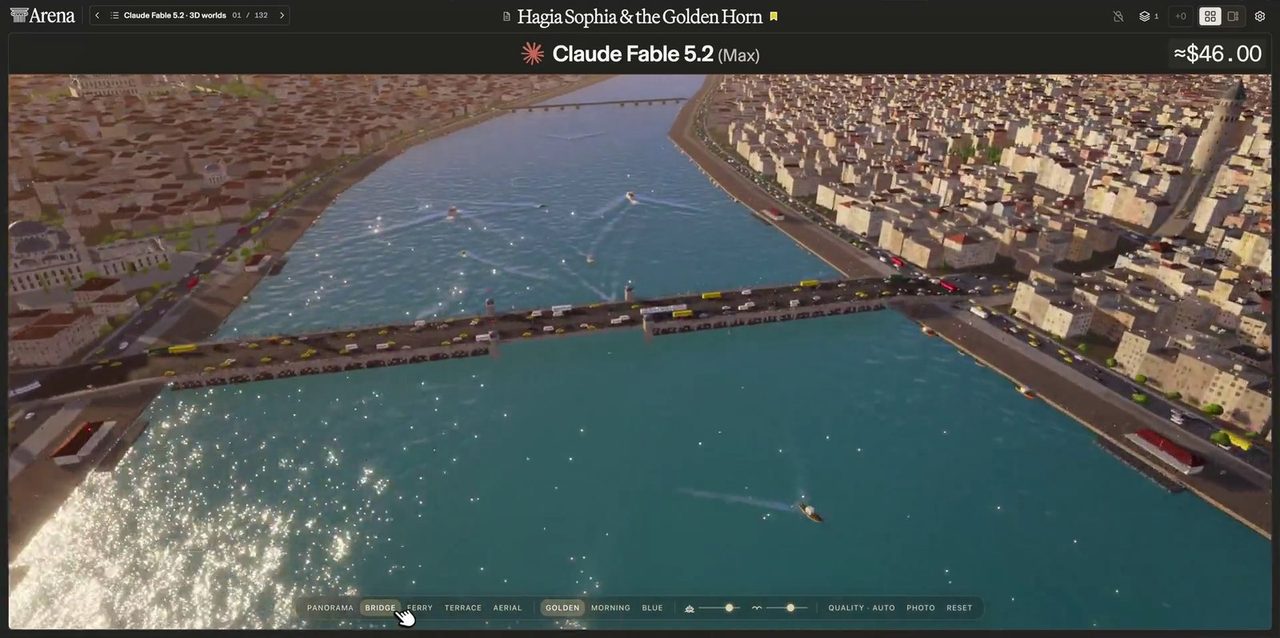 Arena
Claude Fable 5.2 · 3D worlds 01 / 132
Hagia Sophia & the Golden Horn
1
+0
Claude Fable 5.2 (Max)
≈$46.00
PANORAMA BRIDGE FERRY TERRACE AERIAL GOLDEN MORNING BLUE QUALITY · AUTO PHOTO RESET